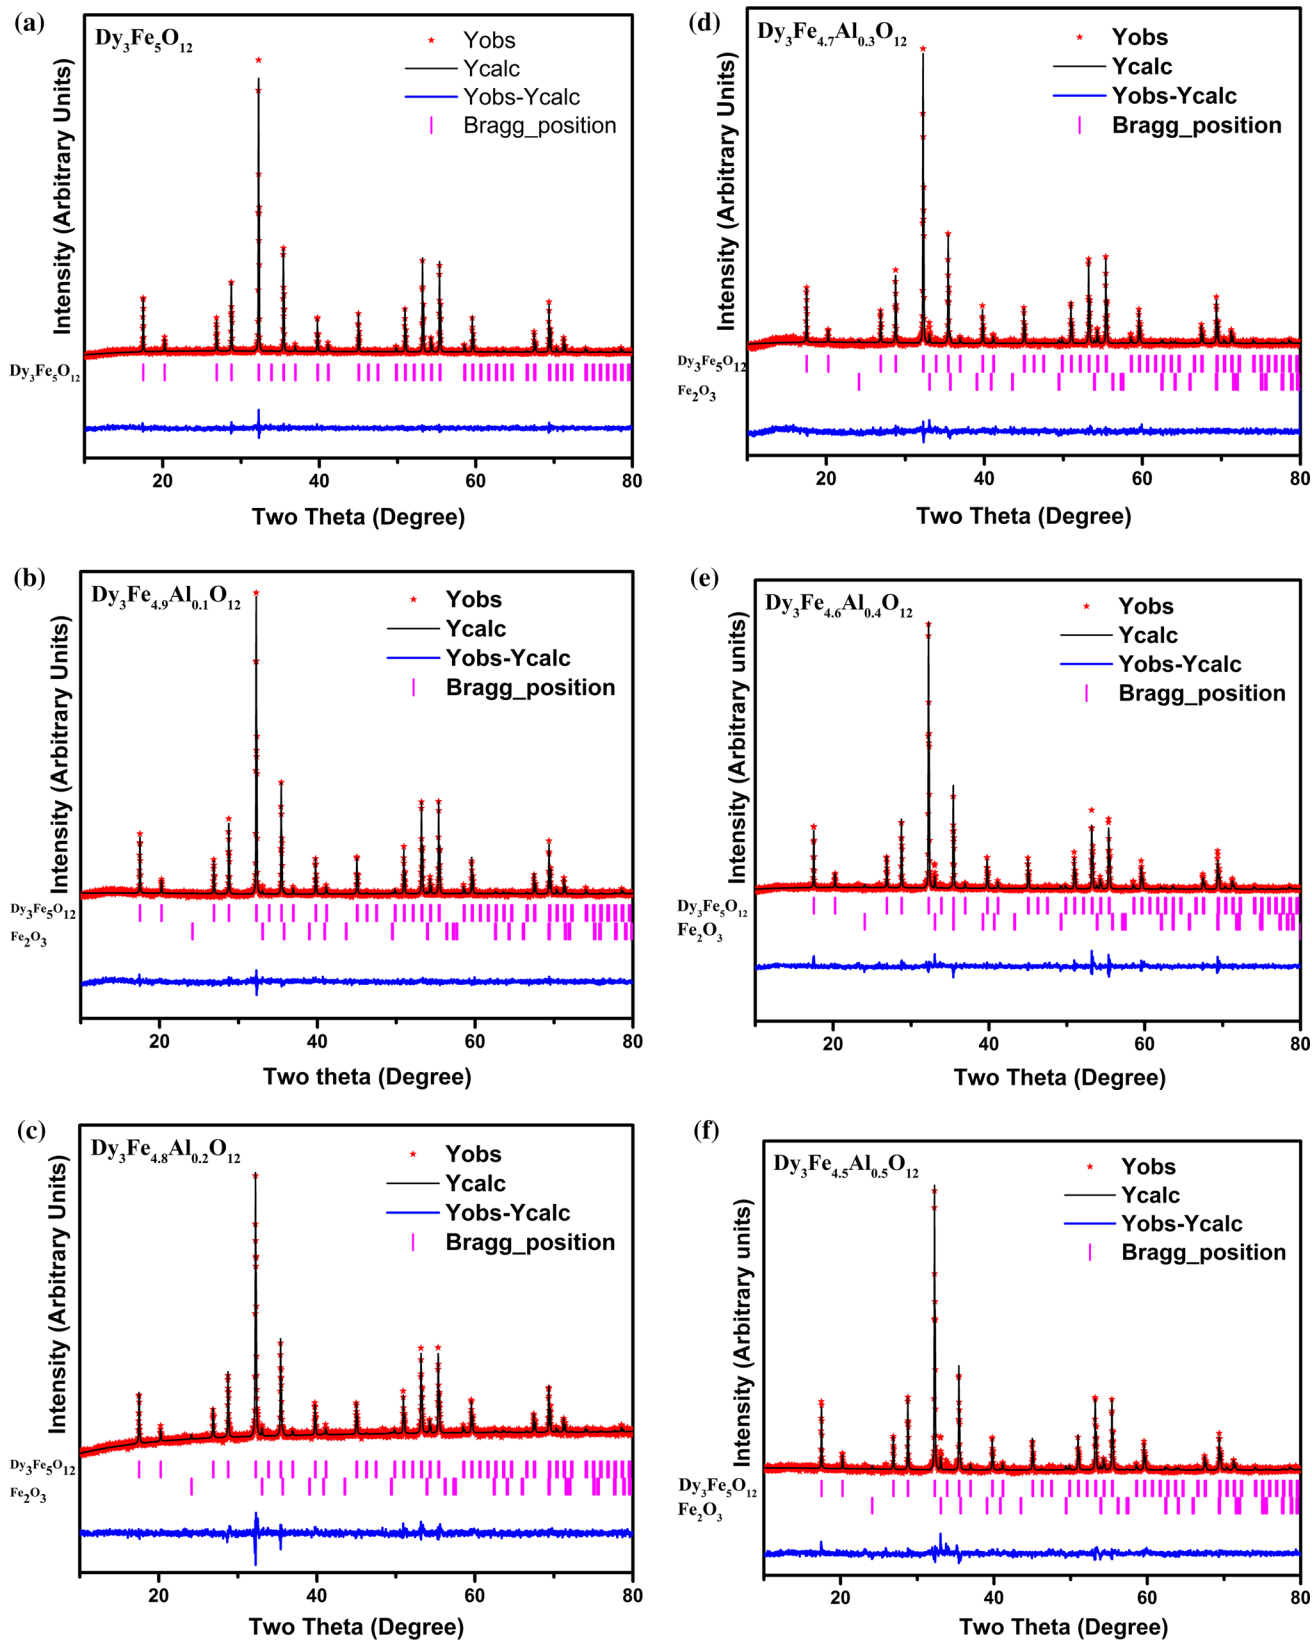 (a)
Dy3Fe5O12
Yobs
Ycalc
Yobs-Ycalc
Bragg_position
Intensity (Arbitrary Units)
Dy3Fe5O12
20 40 60 80
Two Theta (Degree)
(d)
Dy3Fe4.7Al0.3O12
Yobs
Ycalc
Yobs-Ycalc
Bragg_position
Intensity (Arbitrary Units)
Dy3Fe5O12
Fe2O3
20 40 60 80
Two Theta (Degree)
(b)
Dy3Fe4.9Al0.1O12
Yobs
Ycalc
Yobs-Ycalc
Bragg_position
Intensity (Arbitrary Units)
Dy3Fe5O12
Fe2O3
20 40 60 80
Two theta (Degree)
(e)
Dy3Fe4.6Al0.4O12
Yobs
Ycalc
Yobs-Ycalc
Bragg_position
Intensity (Arbitrary units)
Dy3Fe5O12
Fe2O3
20 40 60 80
Two Theta (Degree)
(c)
Dy3Fe4.8Al0.2O12
Yobs
Ycalc
Yobs-Ycalc
Bragg_position
Intensity (Arbitrary Units)
Dy3Fe5O12
Fe2O3
20 40 60 80
Two Theta (Degree)
(f)
Dy3Fe4.5Al0.5O12
Yobs
Ycalc
Yobs-Ycalc
Bragg_position
Intensity (Arbitrary units)
Dy3Fe5O12
Fe2O3
20 40 60 80
Two Theta (Degree)